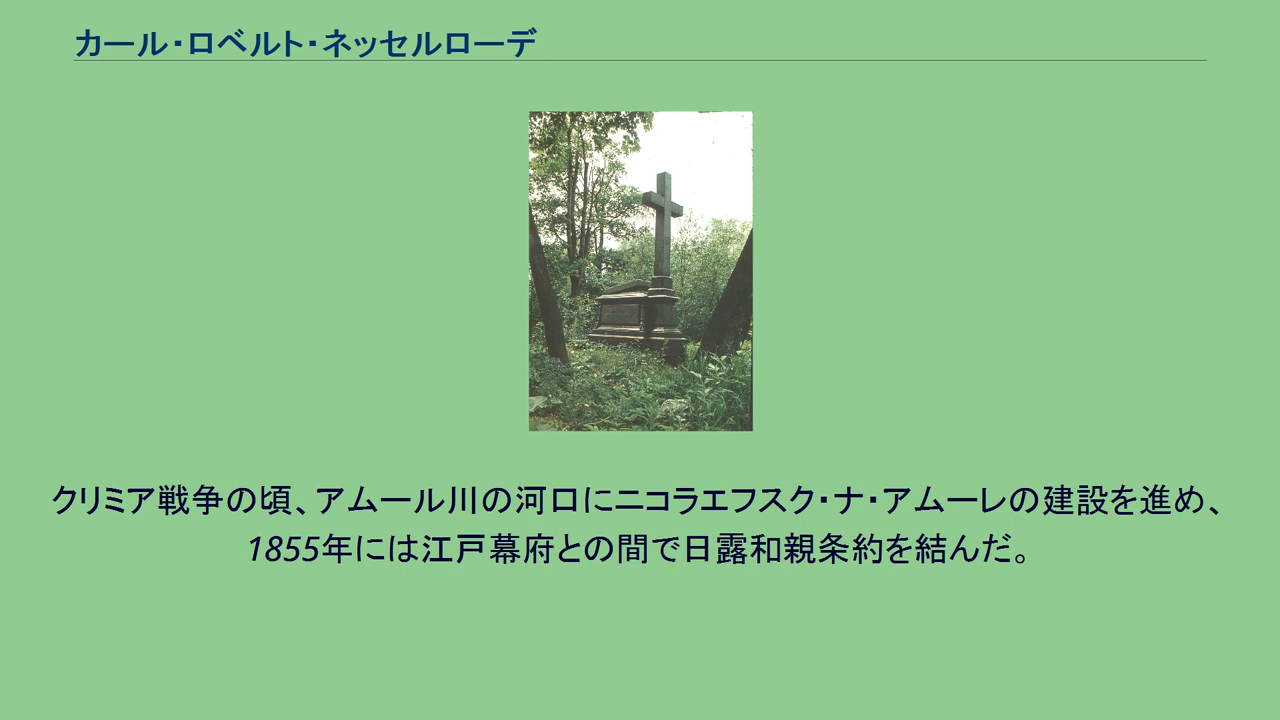 カール・ロベルト・ネッセルローデ
クリミア戦争の頃、アムール川の河口にニコラエフスク・ナ・アムーレの建設を進め、
1855年には江戸幕府との間で日露和親条約を結んだ。